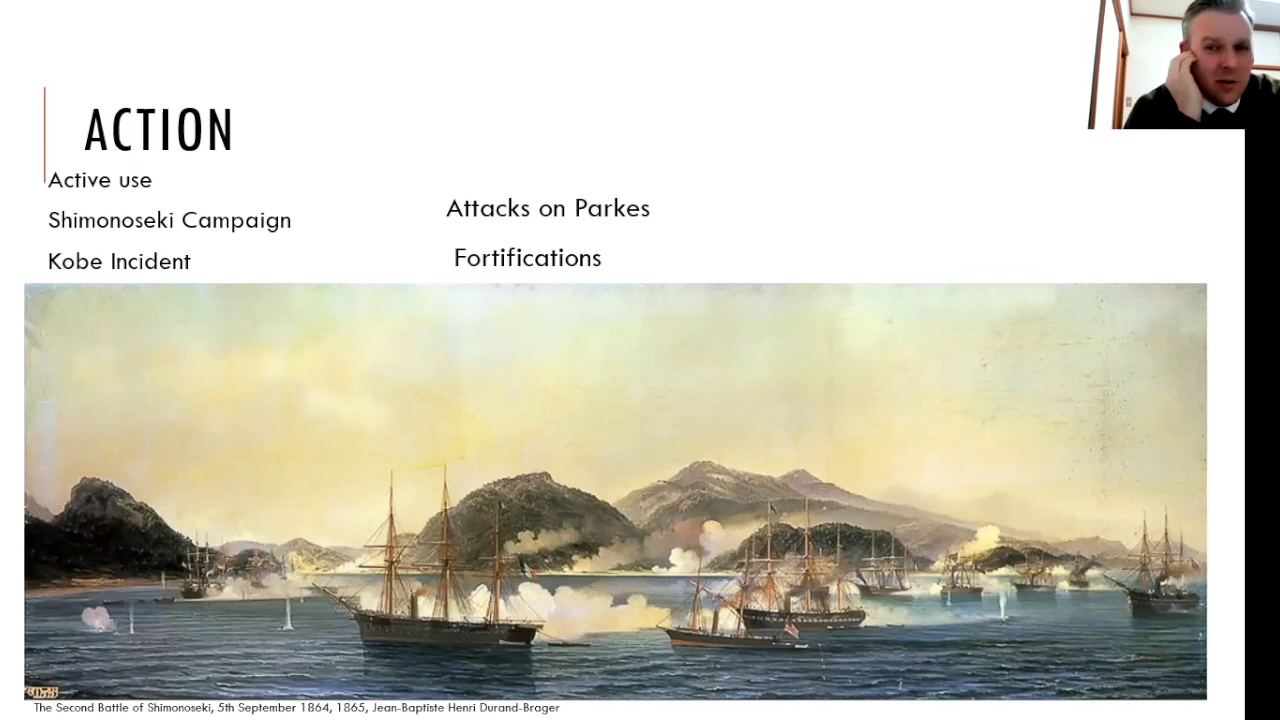 ACTION
Active use
Shimonoseki Campaign
Kobe Incident
Attacks on Parkes
Fortifications
The Second Battle of Shimonoseki, 5th September 1864, 1865, Jean-Baptiste Henri Durand-Brager